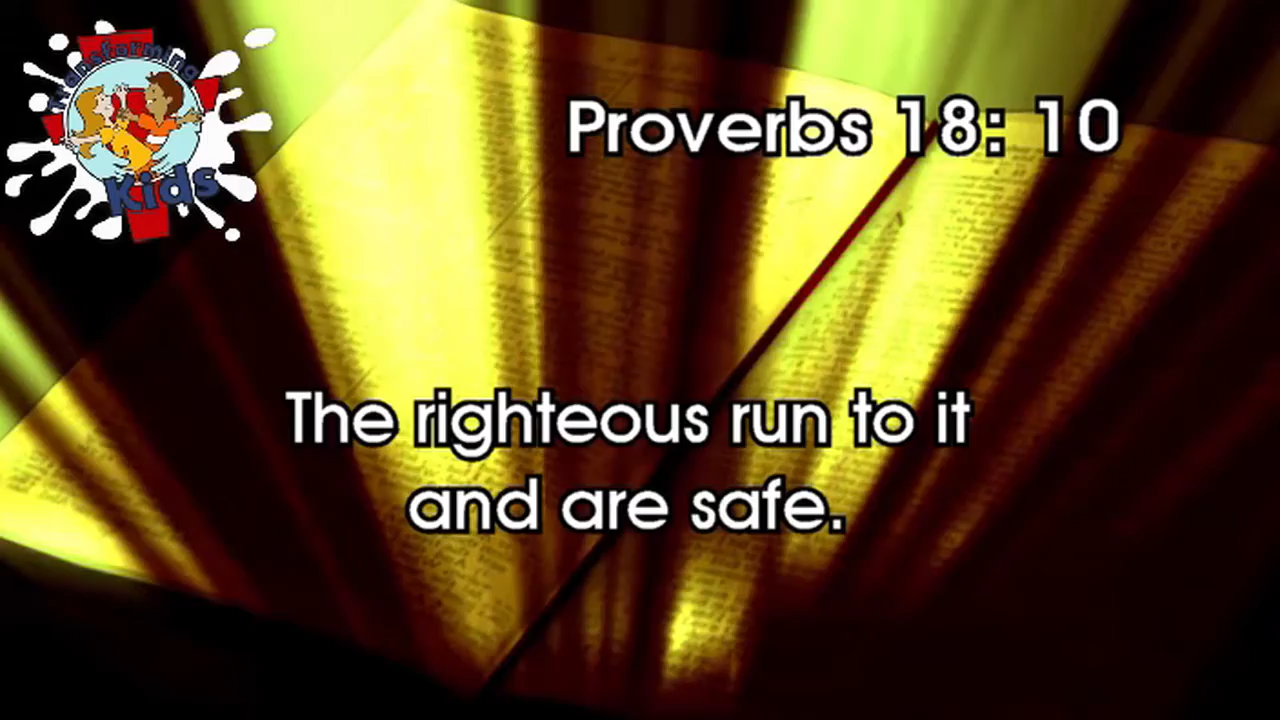 Transforming
Kids
Proverbs 18: 10
The righteous run to it
and are safe.